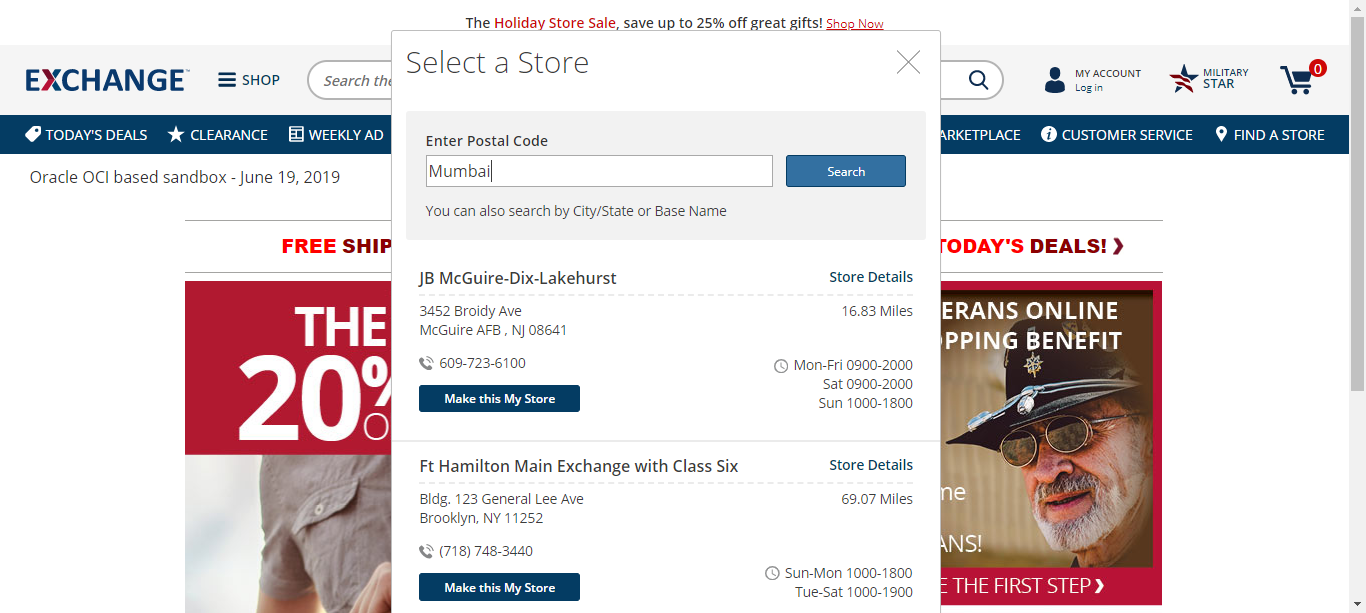 The Holiday Store Sale, save up to 25% off great gifts! Shop Now
EXCHANGE
SHOP
Search the
MY ACCOUNT
Log in
MILITARY
STAR
0
TODAY'S DEALS
CLEARANCE
WEEKLY AD
ARKETPLACE
CUSTOMER SERVICE
FIND A STORE
Oracle OCI based sandbox - June 19, 2019
FREE SHIP
TODAY'S DEALS!
THE
20%
O
ERANS ONLINE
OPPING BENEFIT
me
ANS!
E THE FIRST STEP
Select a Store
Enter Postal Code
Mumbai
Search
You can also search by City/State or Base Name
JB McGuire-Dix-Lakehurst
Store Details
3452 Broidy Ave
16.83 Miles
McGuire AFB , NJ 08641
609-723-6100
Mon-Fri 0900-2000
Sat 0900-2000
Sun 1000-1800
Make this My Store
Ft Hamilton Main Exchange with Class Six
Store Details
Bldg. 123 General Lee Ave
69.07 Miles
Brooklyn, NY 11252
(718) 748-3440
Sun-Mon 1000-1800
Tue-Sat 1000-1900
Make this My Store